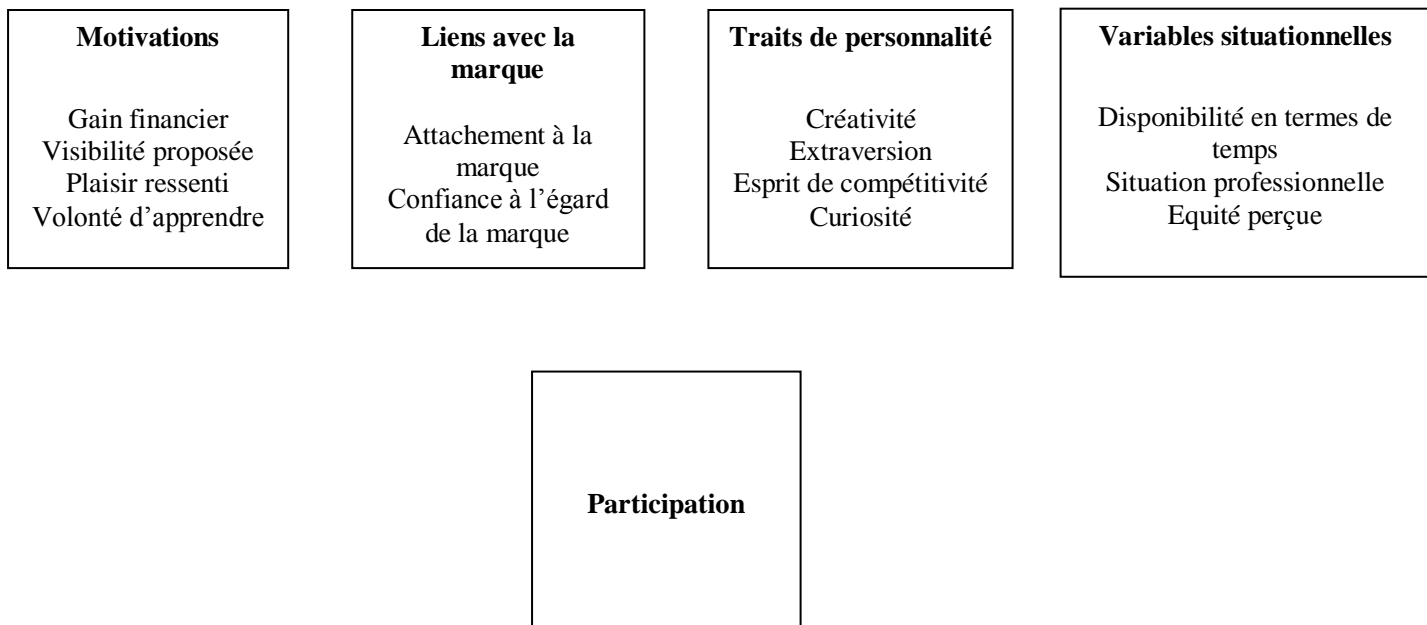 Motivations
Gain financier
Visibilité proposée
Plaisir ressenti
Volonté d’apprendre
Liens avec la
marque
Attachement à la
marque
Confiance à l’égard
de la marque
Traits de personnalité
Créativité
Extraversion
Esprit de compétitivité
Curiosité
Variables situationnelles
Disponibilité en termes de
temps
Situation professionnelle
Equité perçue
Participation